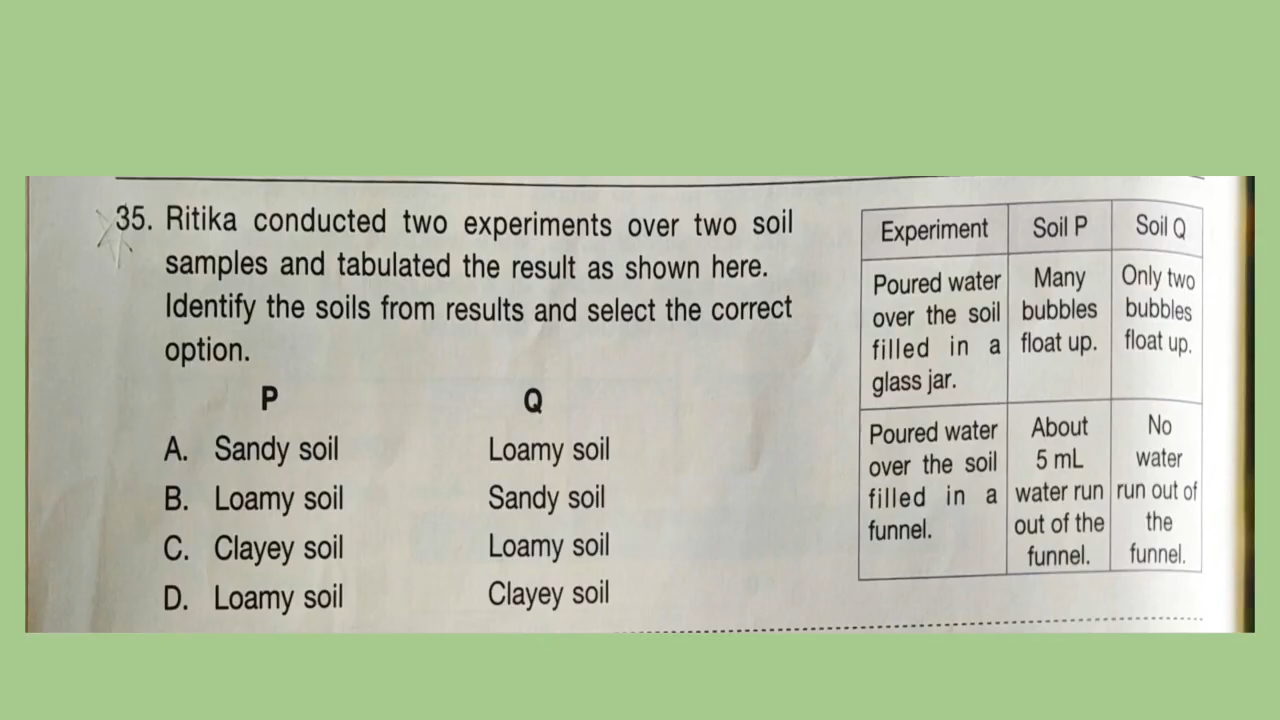 35. Ritika conducted two experiments over two soil
samples and tabulated the result as shown here.
Identify the soils from results and select the correct
option.
P Q
A. Sandy soil Loamy soil
B. Loamy soil Sandy soil
C. Clayey soil Loamy soil
D. Loamy soil Clayey soil
Experiment Soil P Soil Q
Poured water Many Only two
over the soil bubbles bubbles
filled in a float up. float up.
glass jar.
Poured water About No
over the soil 5 mL water
filled in a water run run out of
funnel. out of the the
funnel. funnel.